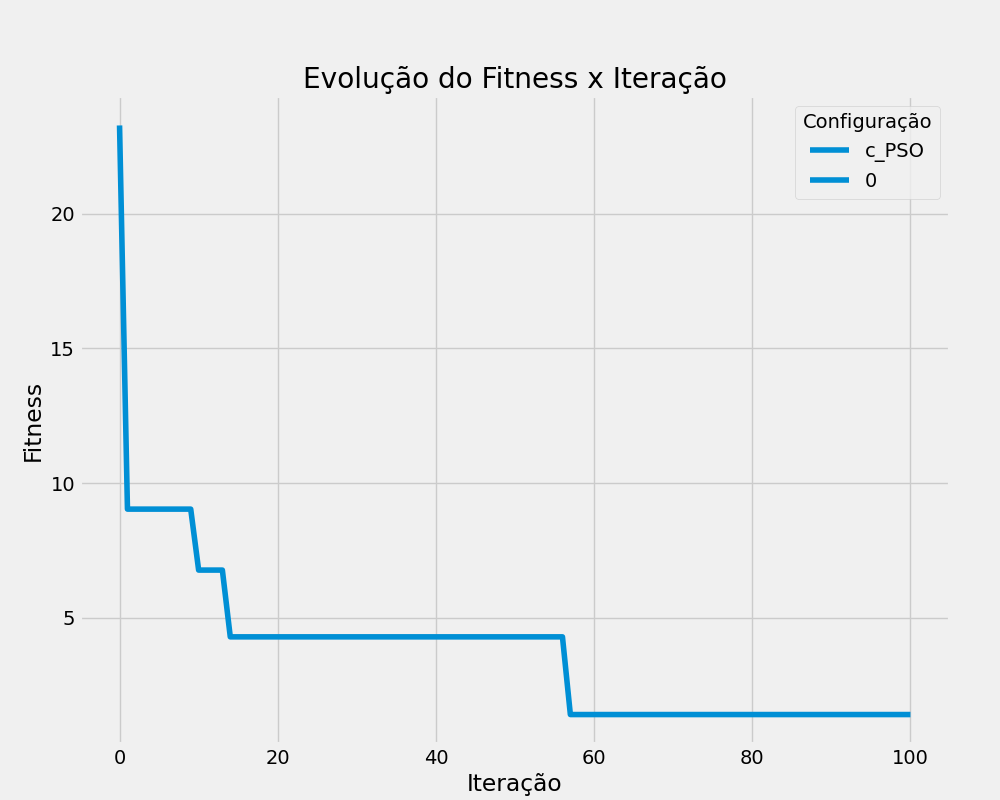 Evolução do Fitness x Iteração
Configuração
c_PSO
0
20
15
10
5
Fitness
0 20 40 60 80 100
Iteração